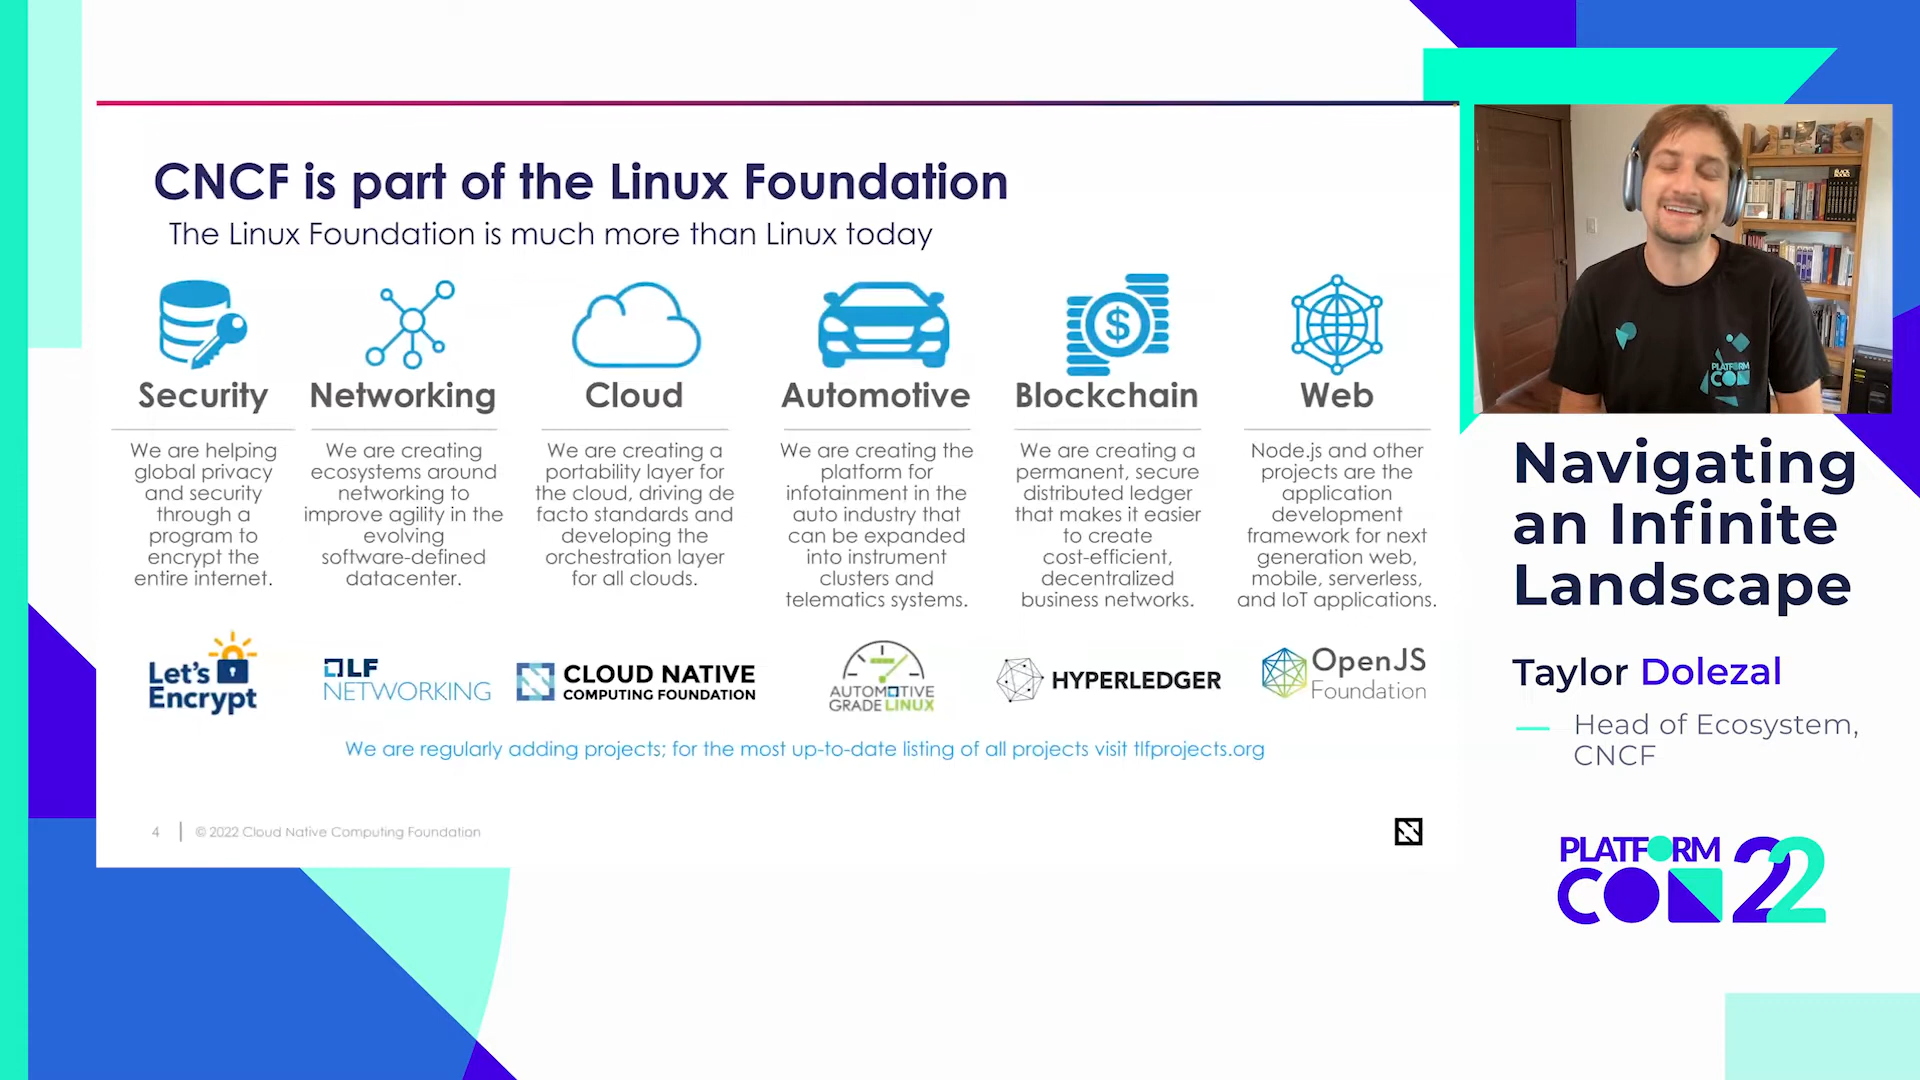 CNCF is part of the Linux Foundation
The Linux Foundation is much more than Linux today
Security
We are helping
global privacy
and security
through a
program to
encrypt the
entire internet.
Let's
Encrypt
Networking
We are creating
ecosystems around
networking to
improve agility in the
evolving
software-defined
datacenter.
LF
NETWORKING
Cloud
We are creating a
portability layer for
the cloud, driving de
facto standards and
developing the
orchestration layer
for all clouds.
CLOUD NATIVE
COMPUTING FOUNDATION
Automotive
We are creating the
platform for
infotainment in the
auto industry that
can be expanded
into instrument
clusters and
telematics systems.
AUTOMOTIVE
GRADE LINUX
Blockchain
We are creating a
permanent, secure
distributed ledger
that makes it easier
to create
cost-efficient,
decentralized
business networks.
HYPERLEDGER
Web
Node.js and other
projects are the
application
development
framework for next
generation web,
mobile, serverless,
and IoT applications.
OpenJS
Foundation
We are regularly adding projects; for the most up-to-date listing of all projects visit tlfprojects.org
4 © 2022 Cloud Native Computing Foundation
PLATFORM
CON
Navigating
an Infinite
Landscape
Taylor Dolezal
Head of Ecosystem,
CNCF
PLATFORM
CON 22